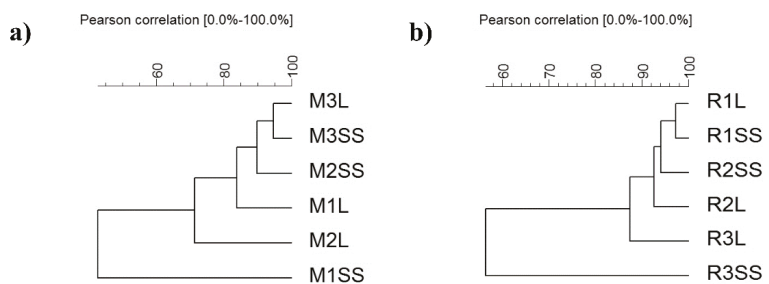 a)
Pearson correlation [0.0%-100.0%]
60 80 100
M3L
M3SS
M2SS
M1L
M2L
M1SS
b)
Pearson correlation [0.0%-100.0%]
60 70 80 90 100
R1L
R1SS
R2SS
R2L
R3L
R3SS